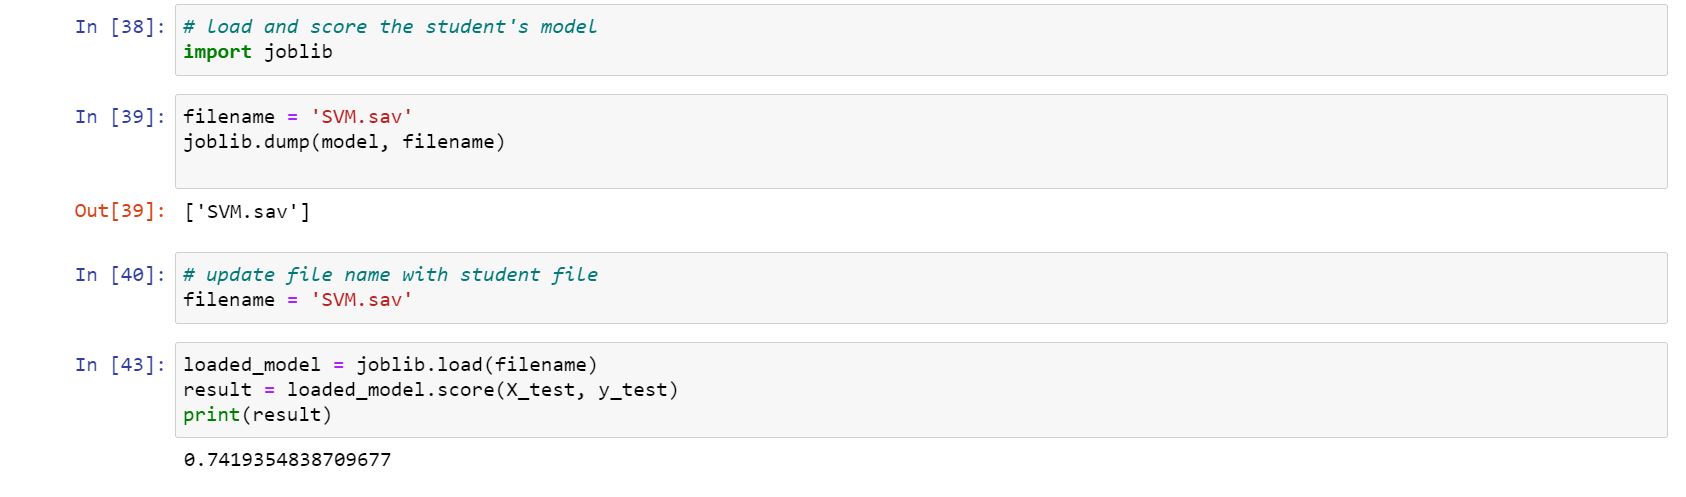 In [38]: # load and score the student's model
import joblib
In [39]: filename = 'SVM.sav'
joblib.dump(model, filename)
Out[39]: ['SVM.sav']
In [40]: # update file name with student file
filename = 'SVM.sav'
In [43]: loaded_model = joblib.load(filename)
result = loaded_model.score(X_test, y_test)
print(result)
0.7419354838709677